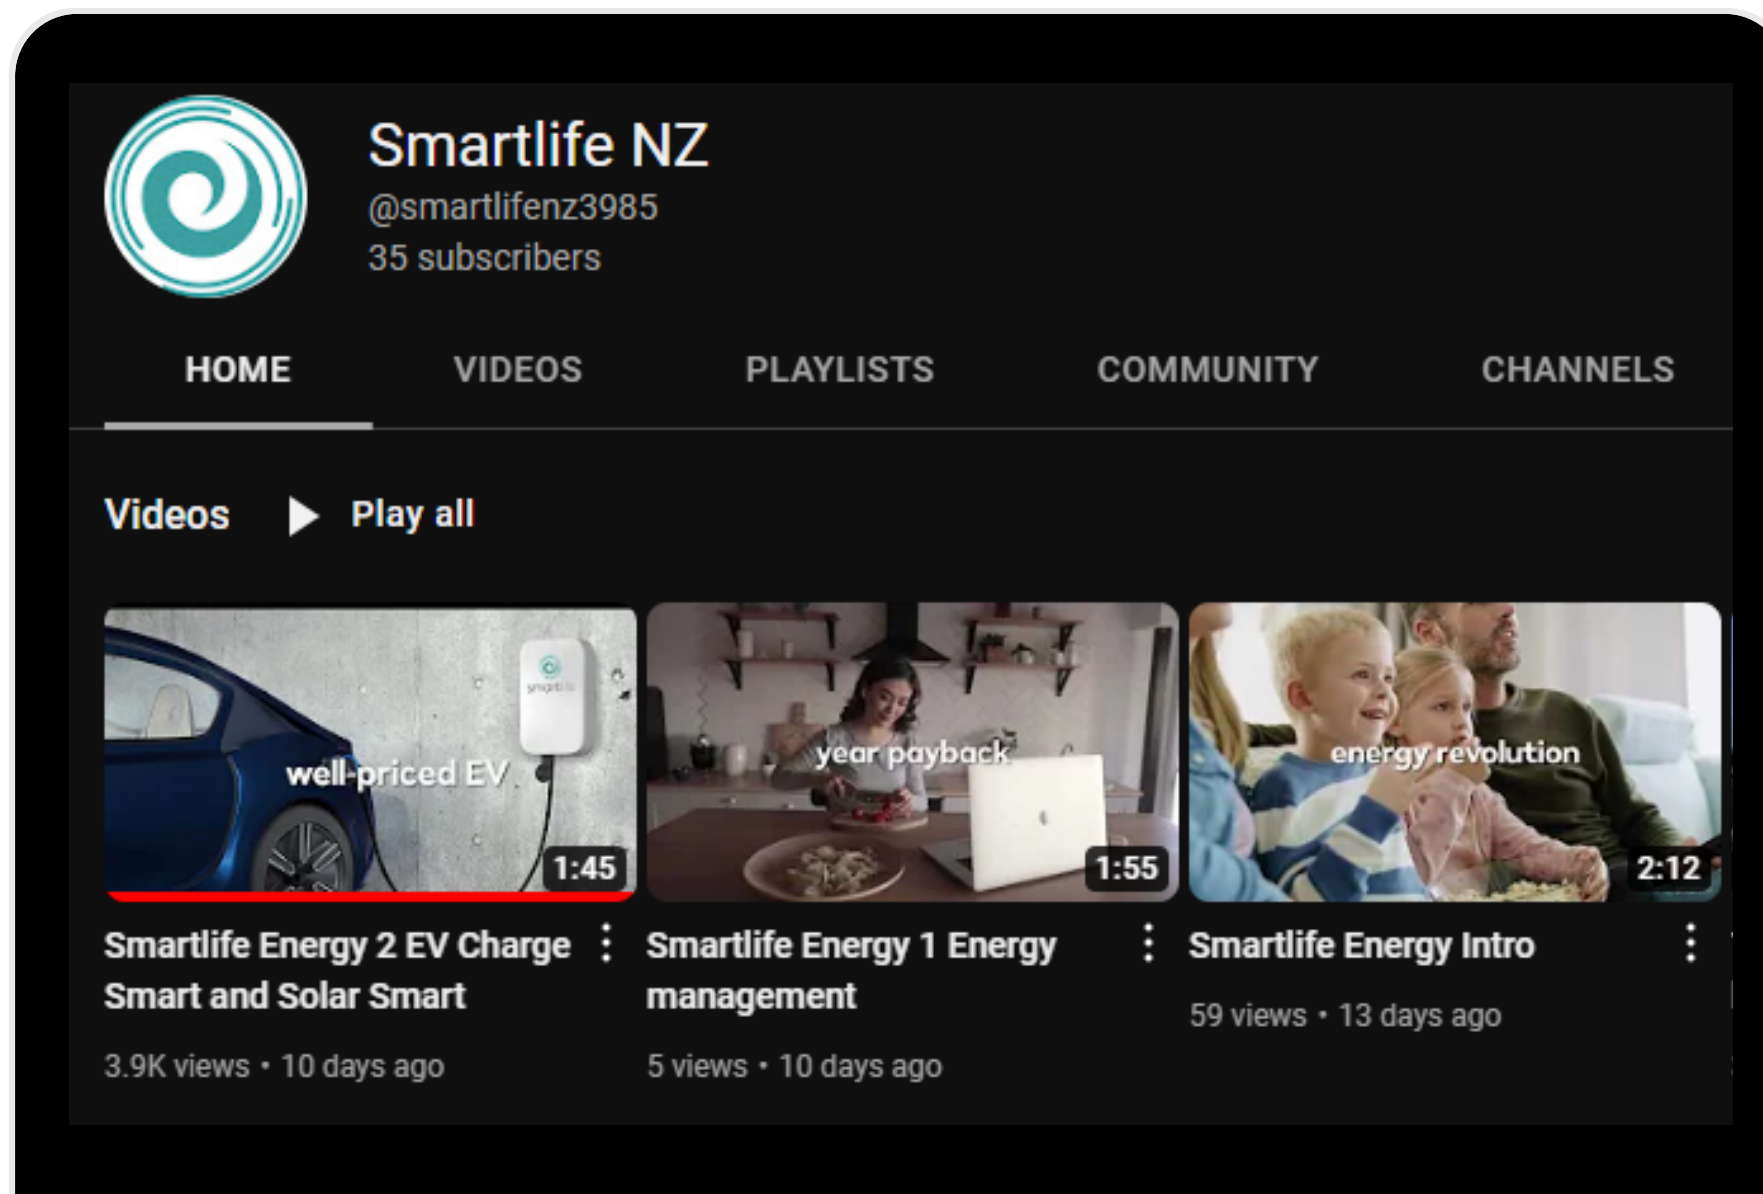 Smartlife NZ
@smartlifenz3985
35 subscribers
HOME VIDEOS PLAYLISTS COMMUNITY CHANNELS
Videos Play all
smartlife
well-priced EV
1:45
year payback
1:55
energy revolution
2:12
Smartlife Energy 2 EV Charge
Smart and Solar Smart
3.9K views • 10 days ago
Smartlife Energy 1 Energy
management
5 views • 10 days ago
Smartlife Energy Intro
59 views • 13 days ago